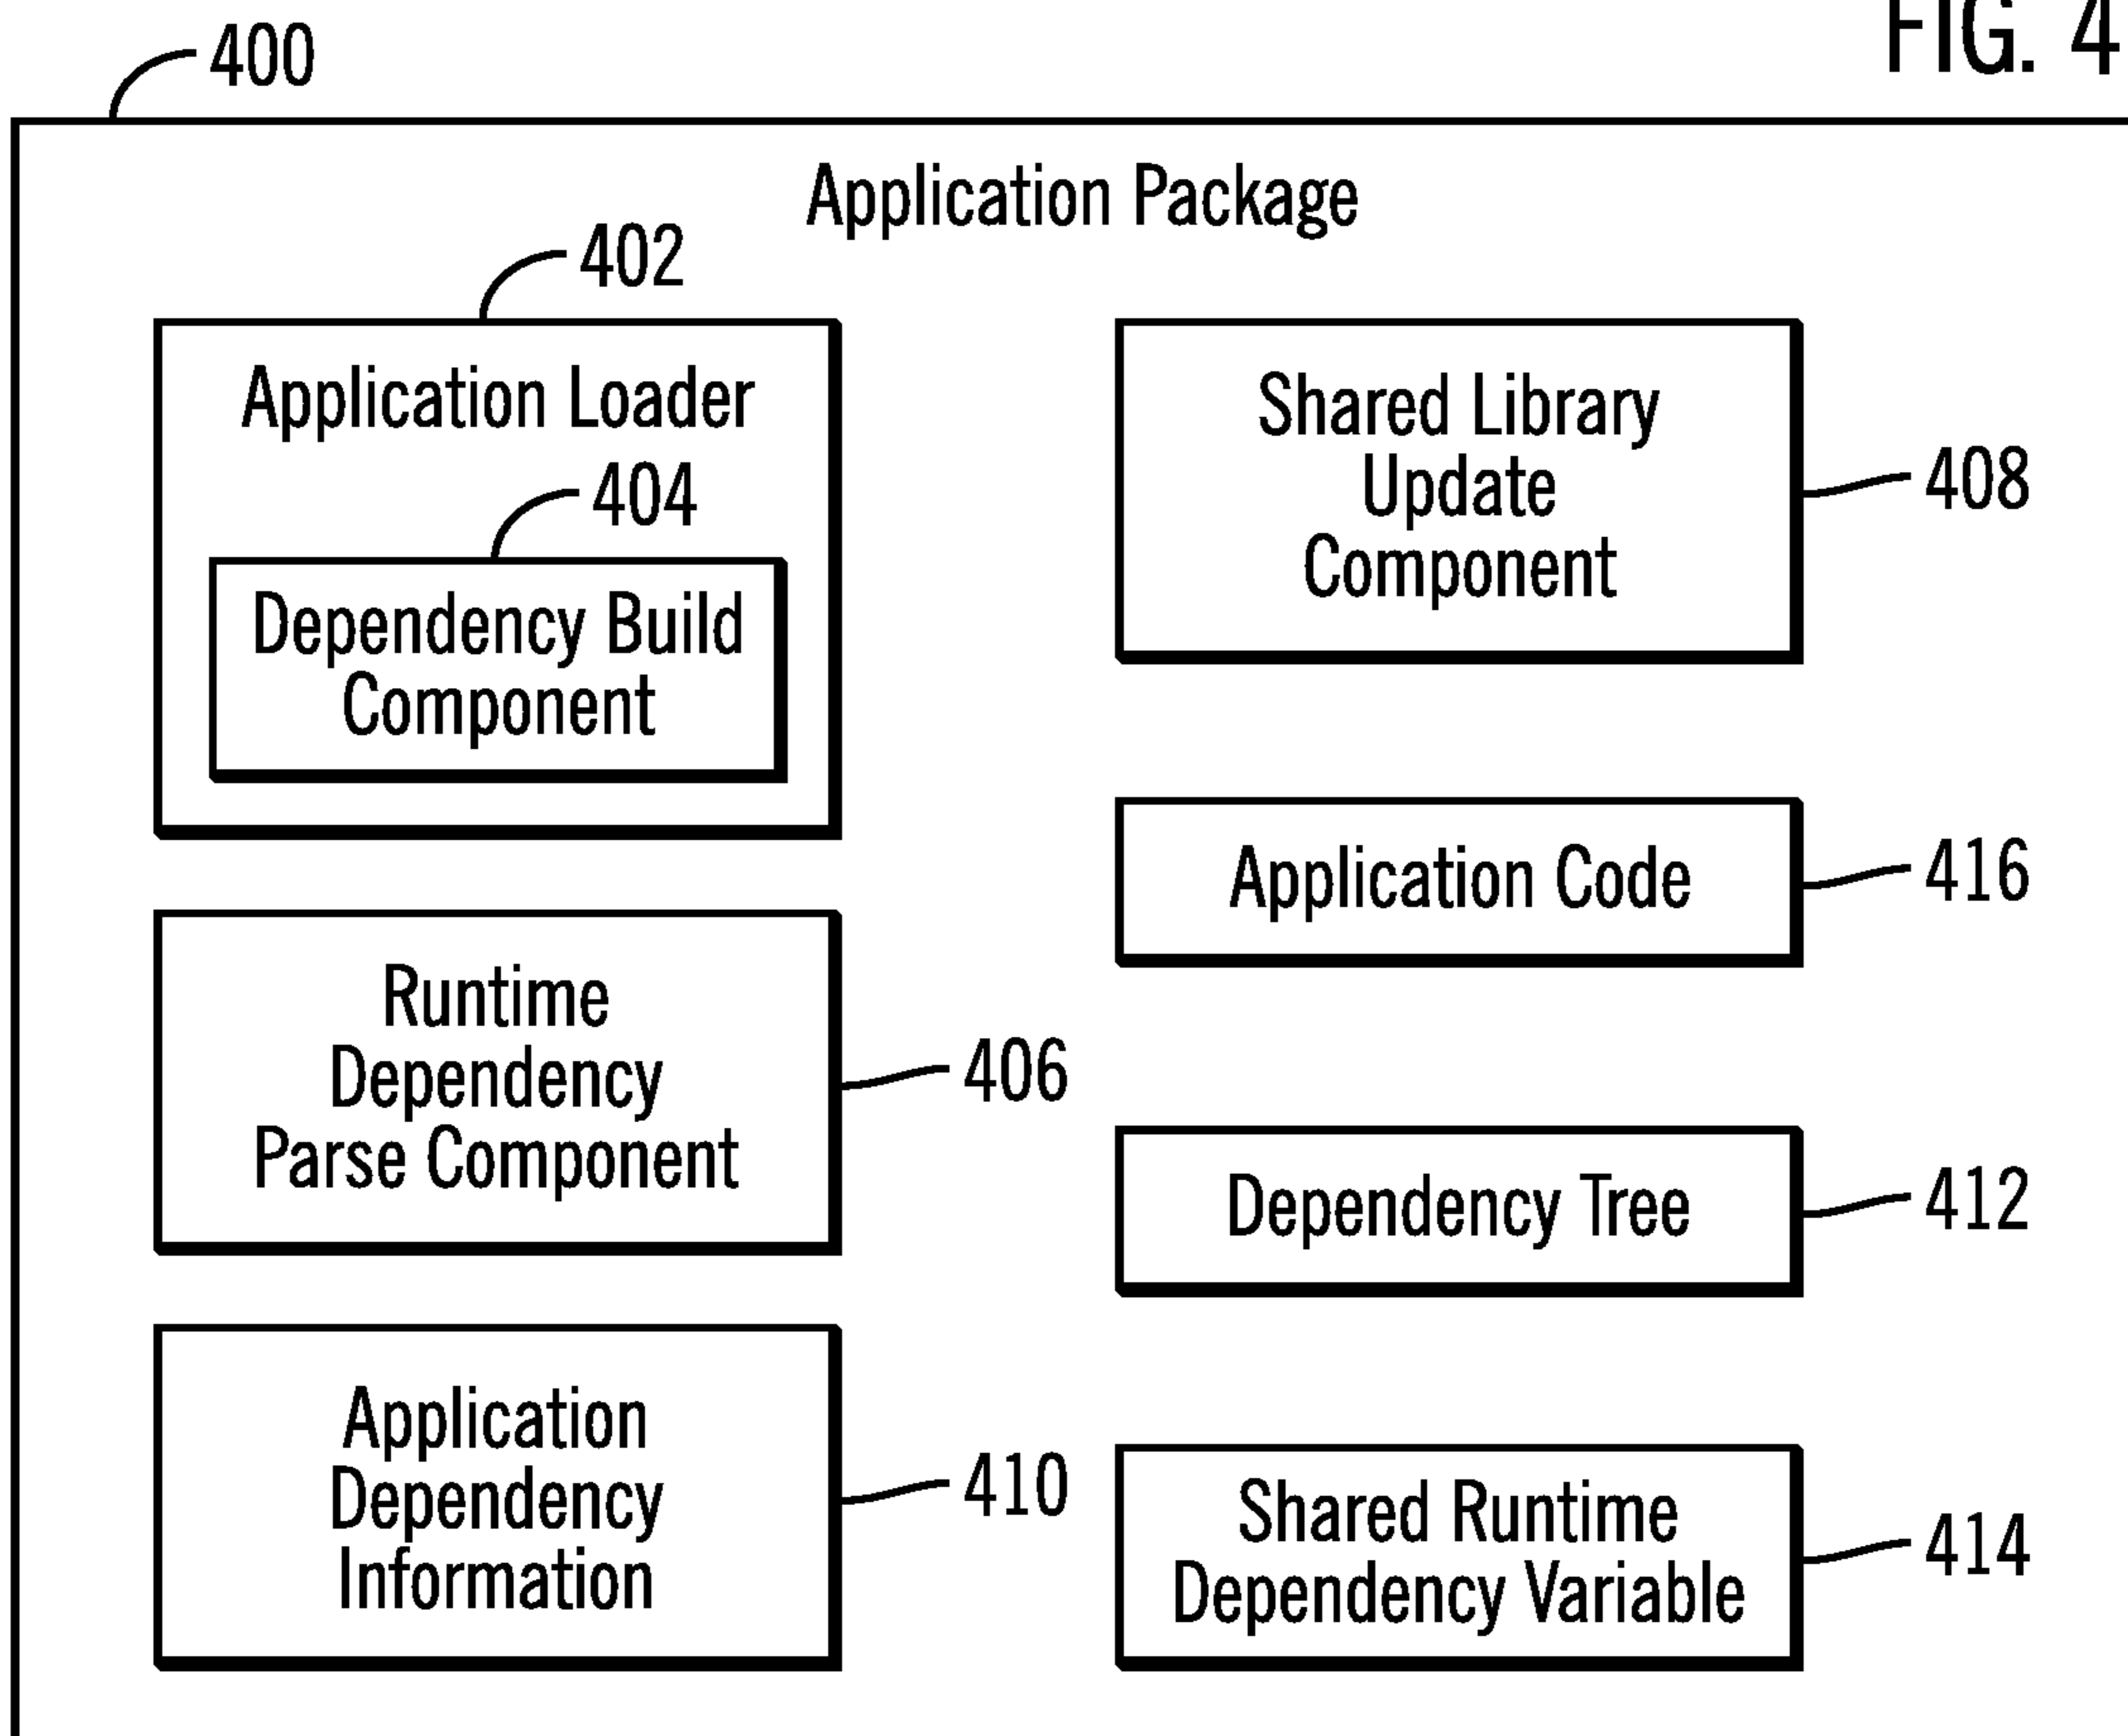 FIG. 4
400
Application Package
402
Application Loader
404
Dependency Build
Component
Shared Library
Update
Component
408
Application Code
416
Runtime
Dependency
Parse Component
406
Dependency Tree
412
Application
Dependency
Information
410
Shared Runtime
Dependency Variable
414